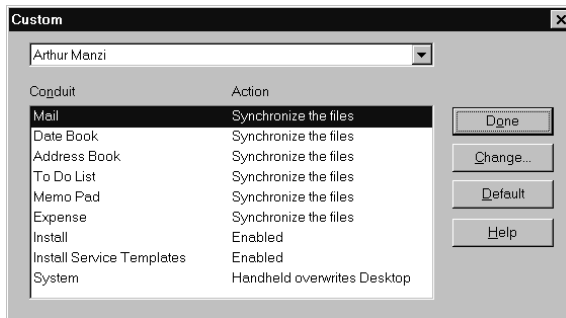 Custom
Arthur Manzi
Conduit Action
Mail Synchronize the files
Date Book Synchronize the files
Address Book Synchronize the files
To Do List Synchronize the files
Memo Pad Synchronize the files
Expense Synchronize the files
Install Enabled
Install Service Templates Enabled
System Handheld overwrites Desktop
Done
Change...
Default
Help